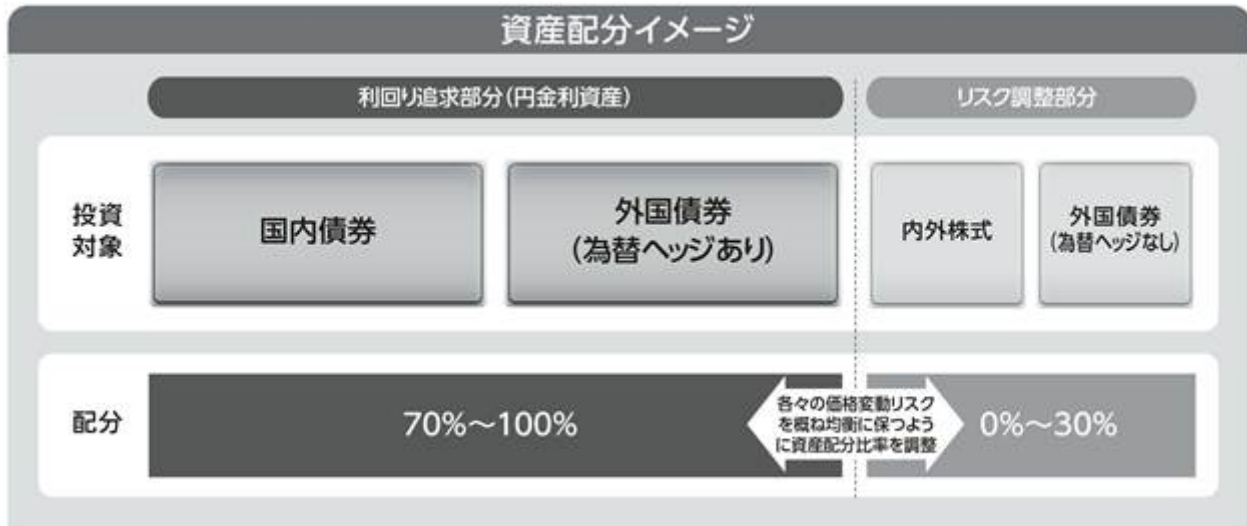 資産配分イメージ
利回り追求部分(円金利資産)
リスク調整部分
投資
対象
国内債券
外国債券
(為替ヘッジあり)
内外株式
外国債券
(為替ヘッジなし)
配分
70%～100%
各々の価格変動リスク
を概ね均衡に保つよう
に資産配分比率を調整
0%～30%